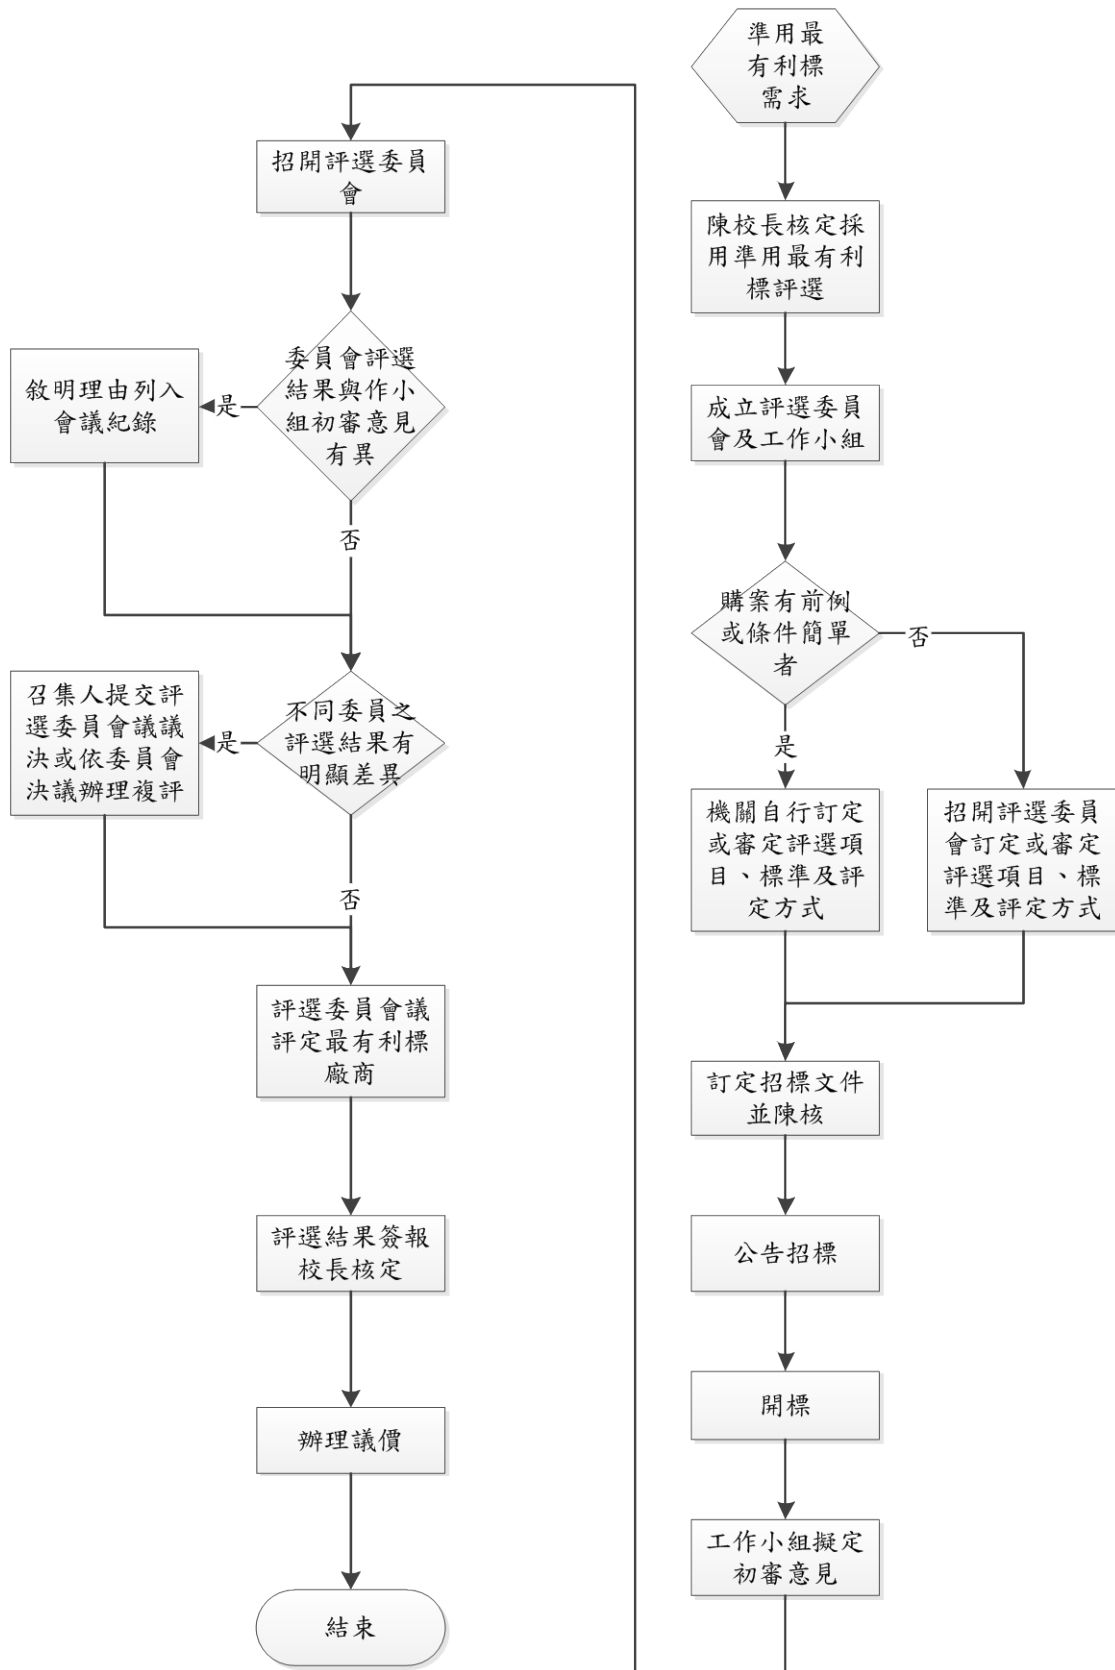 準用最
有利標
需求
陳校長核定採
用準用最有利
標評選
成立評選委員
會及工作小組
購案有前例
或條件簡單
者
否
是
機關自行訂定
或審定評選項
目、標準及評
定方式
招開評選委員
會訂定或審定
評選項目、標
準及評定方式
訂定招標文件
並陳核
公告招標
開標
工作小組擬定
初審意見
招開評選委員
會
委員會評選
結果與作小
組初審意見
有異
是
敘明理由列入
會議紀錄
否
不同委員之
評選結果有
明顯差異
是
召集人提交評
選委員會議議
決或依委員會
決議辦理複評
否
評選委員會議
評定最有利標
廠商
評選結果簽報
校長核定
辦理議價
結束